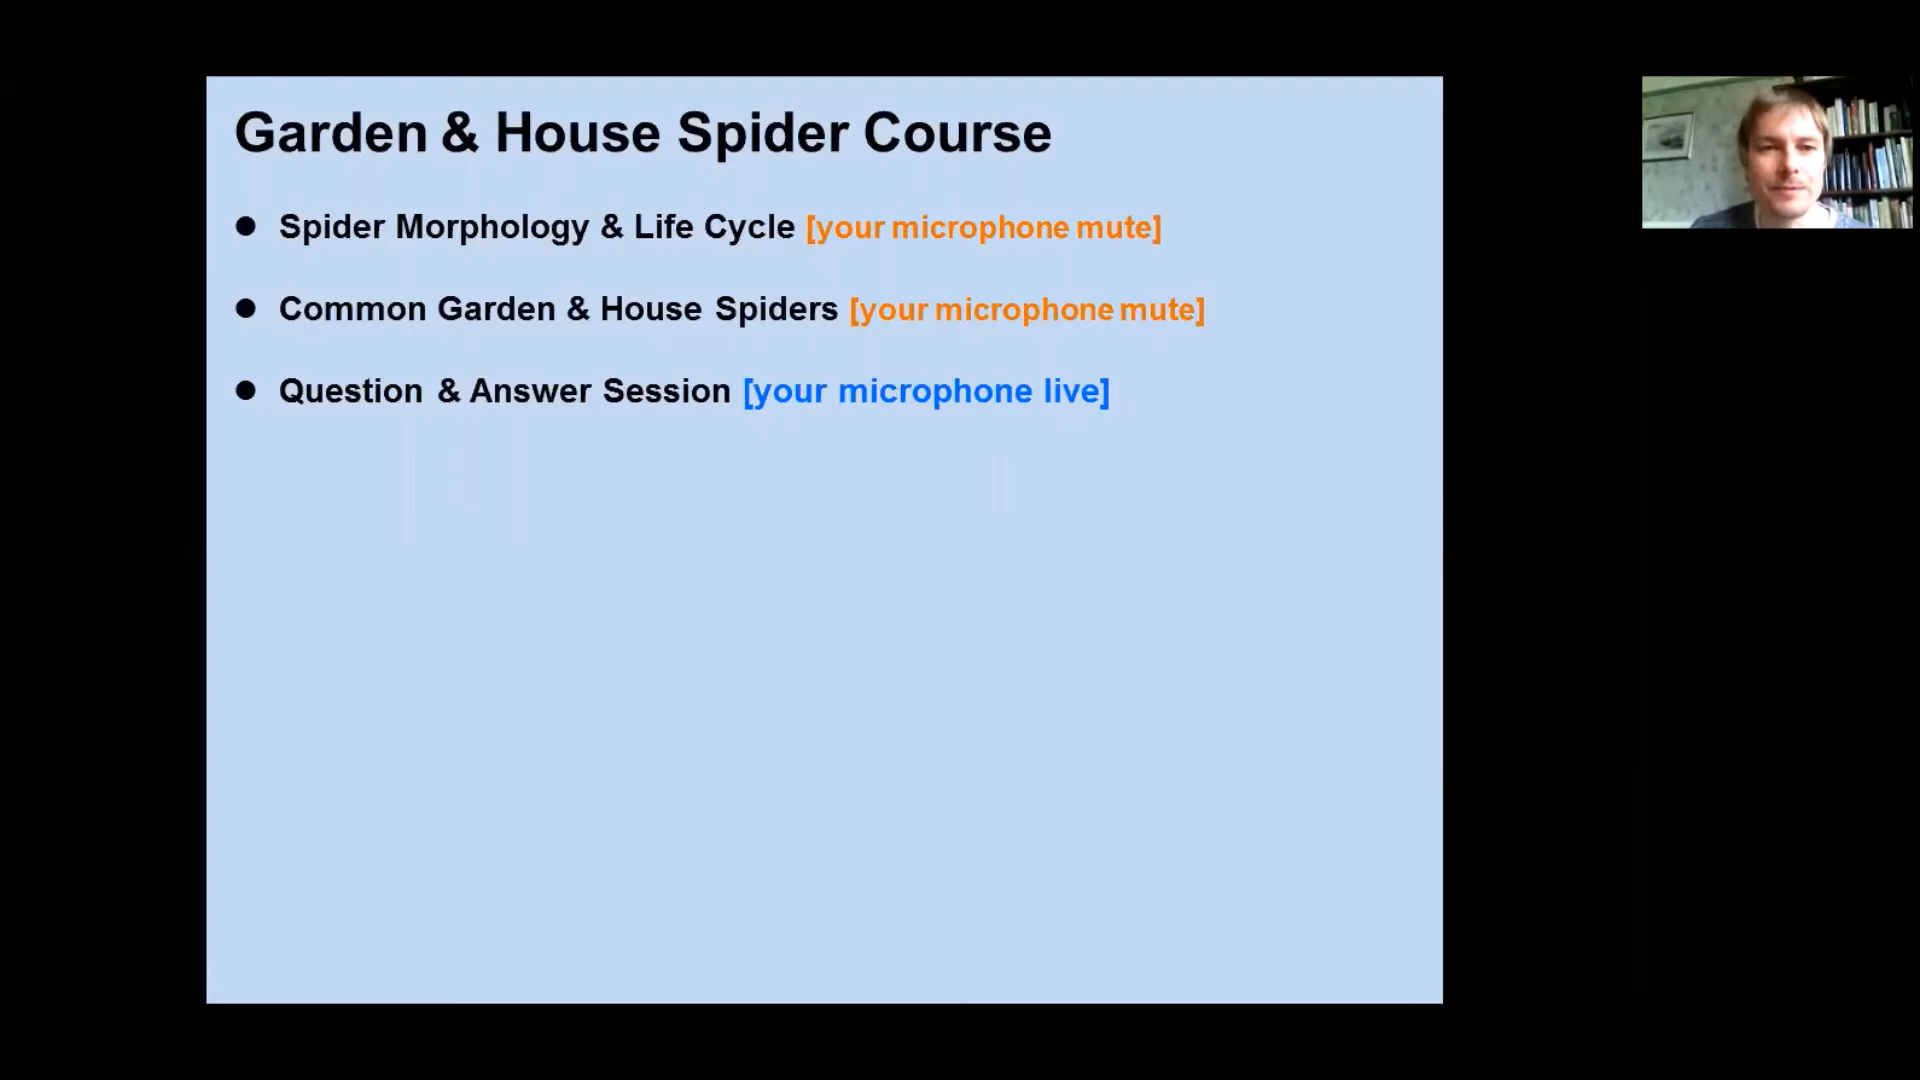 Garden & House Spider Course
● Spider Morphology & Life Cycle [your microphone mute]
● Common Garden & House Spiders [your microphone mute]
● Question & Answer Session [your microphone live]